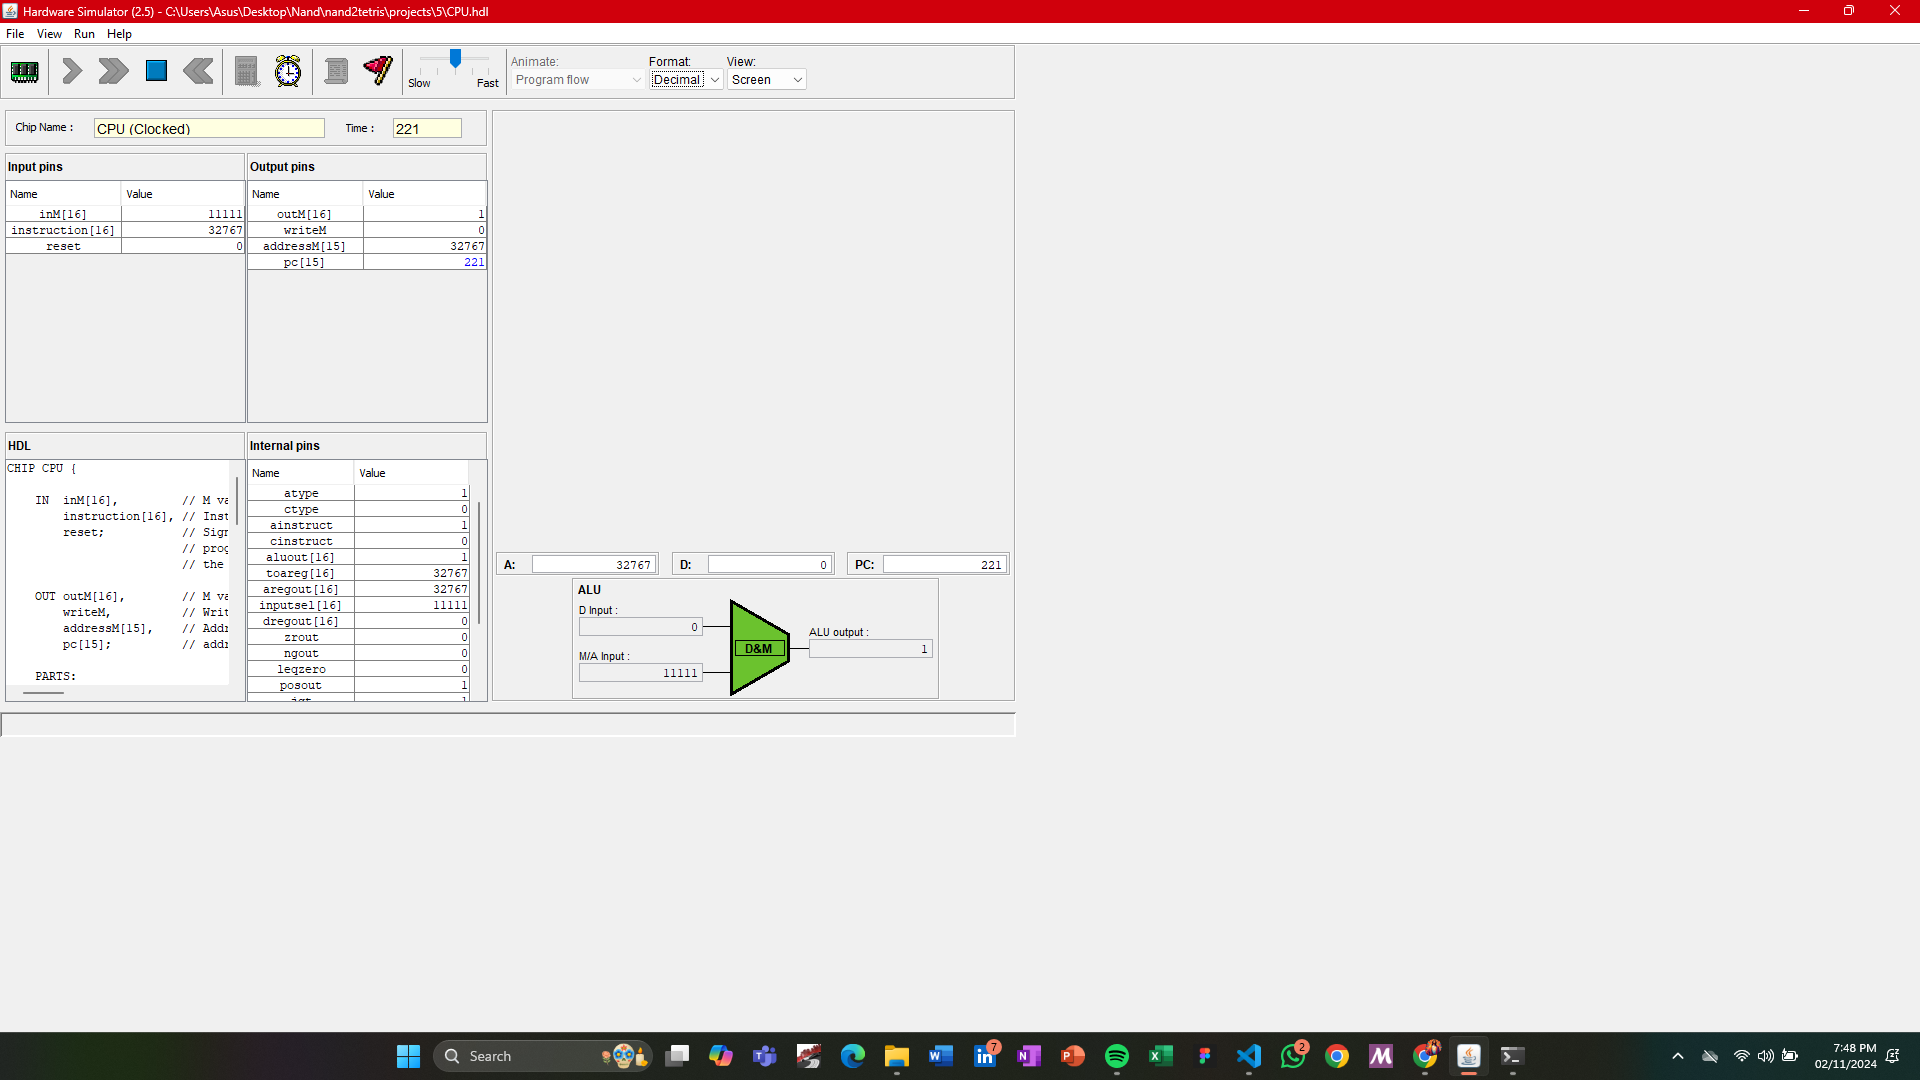 Hardware Simulator (2.5) - C:\Users\Asus\Desktop\Nand\nand2tetris\projects\5\CPU.hdl
File View Run Help
Slow Fast
Animate:
Program flow
Format:
Decimal
View:
Screen
Chip Name : CPU (Clocked) Time : 221
Input pins
Name Value
inM[16] 11111
instruction[16] 32767
reset 0
Output pins
Name Value
outM[16] 1
writeM 0
addressM[15] 32767
pc[15] 221
HDL
CHIP CPU {
IN inM[16], // M va
instruction[16], // Inst
reset; // Sigr
// prog
// the
OUT outM[16], // M va
writeM, // Writ
addressM[15], // Addr
pc[15]; // addr
PARTS:
Internal pins
Name Value
atype 1
ctype 0
ainstruct 1
cinstruct 0
aluout[16] 1
toareg[16] 32767
aregout[16] 32767
inputsel[16] 11111
dregout[16] 0
zrout 0
ngout 0
leqzero 0
posout 1
A: 32767 D: 0 PC: 221
ALU
D Input :
0
M/A Input :
11111
D&M
ALU output :
1
Search
7
2
7:48 PM
02/11/2024